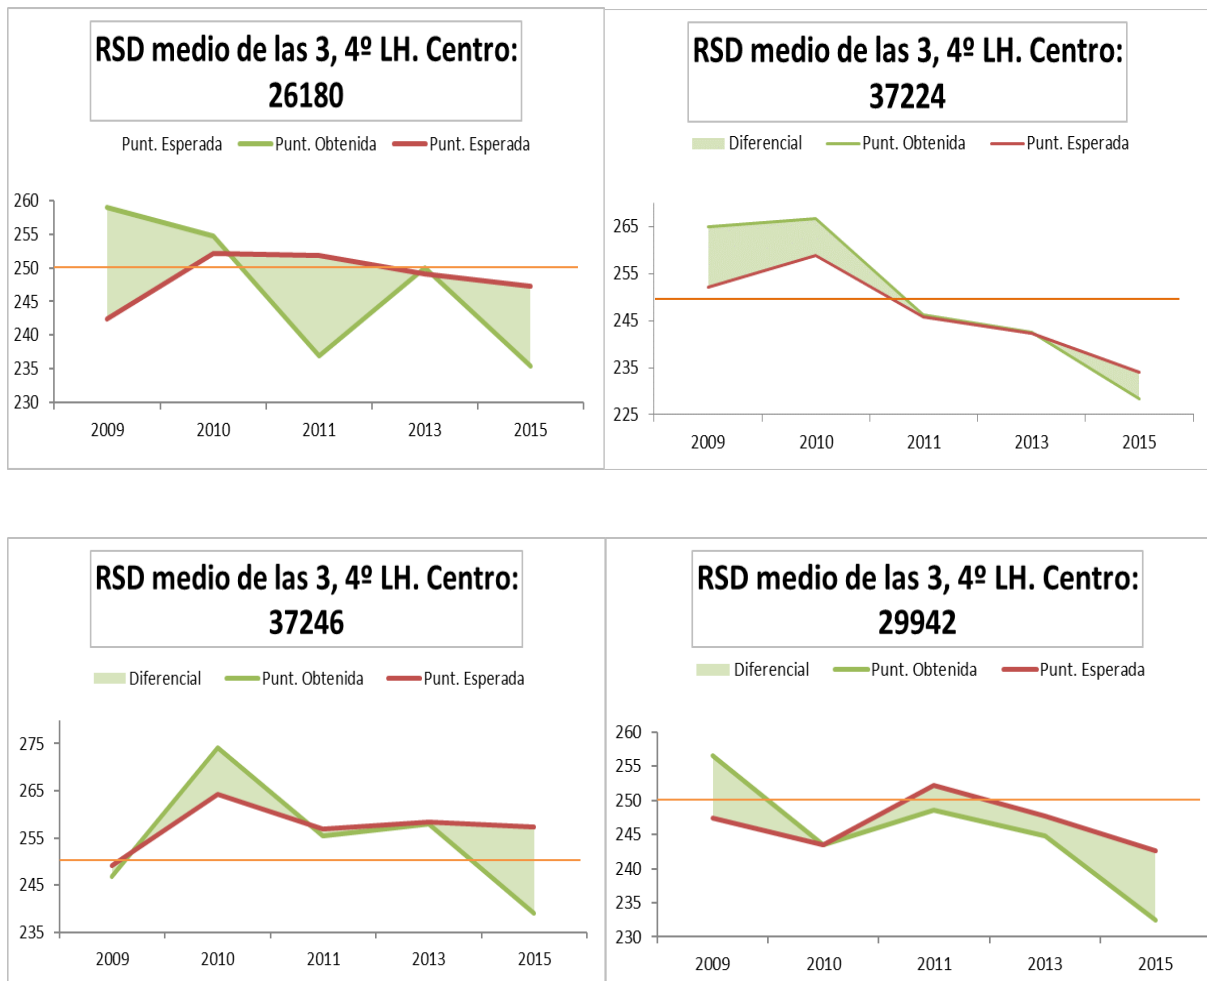 RSD medio de las 3, 4º LH. Centro:
26180
Punt. Esperada Punt. Obtenida Punt. Esperada
260
255
250
245
240
235
230
2009 2010 2011 2013 2015
RSD medio de las 3, 4º LH. Centro:
37224
Diferencial Punt. Obtenida Punt. Esperada
265
255
245
235
225
2009 2010 2011 2013 2015
RSD medio de las 3, 4º LH. Centro:
37246
Diferencial Punt. Obtenida Punt. Esperada
275
265
255
245
235
2009 2010 2011 2013 2015
RSD medio de las 3, 4º LH. Centro:
29942
Diferencial Punt. Obtenida Punt. Esperada
260
255
250
245
240
235
230
2009 2010 2011 2013 2015